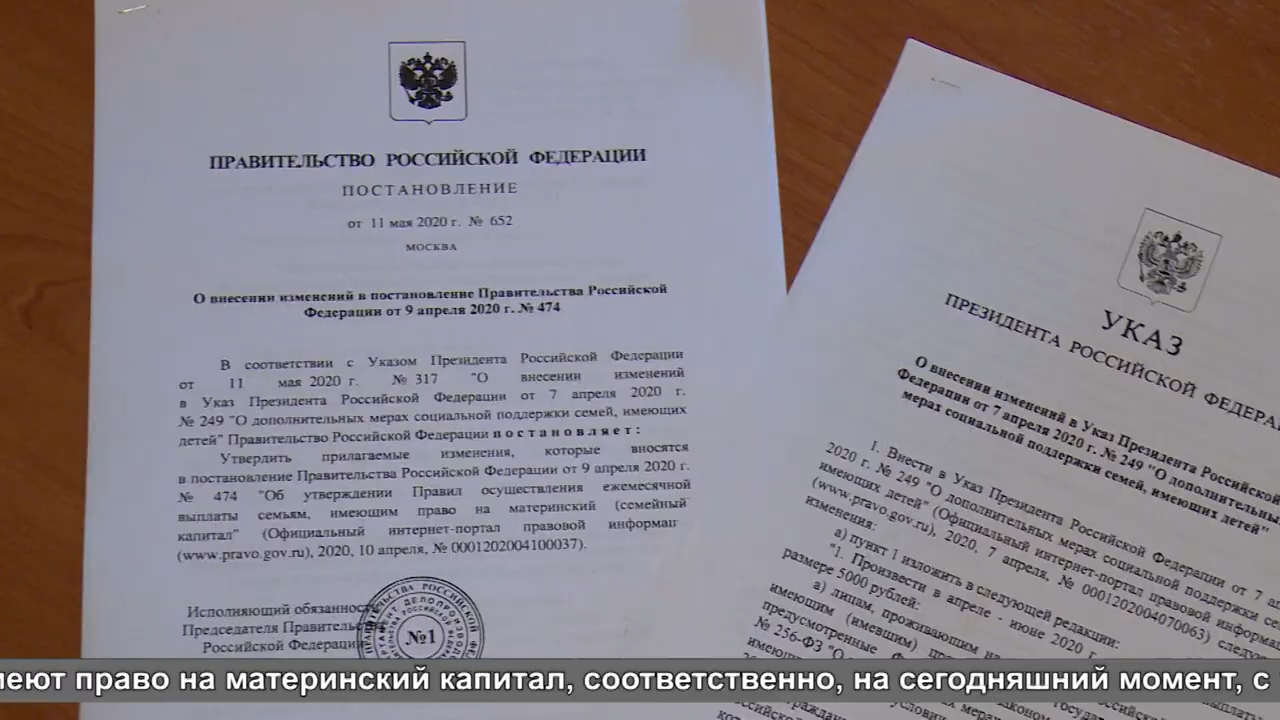 ПРАВИТЕЛЬСТВО РОССИЙСКОЙ ФЕДЕРАЦИИ
ПОСТАНОВЛЕНИЕ
от 11 мая 2020 г. № 652
МОСКВА
О внесении изменений в постановление Правительства Российской
Федерации от 9 апреля 2020 г. № 474
В соответствии с Указом Президента Российской Федерации
от 11 мая 2020 г. № 317 "О внесении изменений
в Указ Президента Российской Федерации от 7 апреля 2020 г.
№ 249 "О дополнительных мерах социальной поддержки семей, имеющих
детей" Правительство Российской Федерации постановляет:
Утвердить прилагаемые изменения, которые вносятся
в постановление Правительства Российской Федерации от 9 апреля 2020 г.
№ 474 "Об утверждении Правил осуществления ежемесячной
выплаты семьям, имеющим право на материнский (семейный
капитал" (Официальный интернет-портал правовой информаг
(www.pravo.gov.ru), 2020, 10 апреля, № 0001202004100037).
Исполняющий обязанност
Председателя Правительс
Российской Федерации
№1
УКАЗ
ПРЕЗИДЕНТА РОССИЙСКОЙ ФЕДЕРА
О внесении изменений в Указ Президента Российской
Федерации от 7 апреля 2020 г. № 249 "О дополнительны
мерах социальной поддержки семей, имеющих детей"
1. Внести в Указ Президента Российской Федерации от 7 а
2020 г. № 249 "О дополнительных мерах социальной поддержки се
имеющих детей" (Официальный интернет-портал правовой информац
(www.pravo.gov.ru), 2020, 7 апреля, № 0001202004070063) следую
изменения:
а) пункт 1 изложить в следующей редакции:
"1. Произвести в апреле - июне 2020 г.
размере 5000 рублей:
а) лицам, проживающим на
имеющим (имевшим)
предусмотренные
№ 256-ФЗ "О
меют право на материнский капитал, соответственно, на сегодняшний момент, с